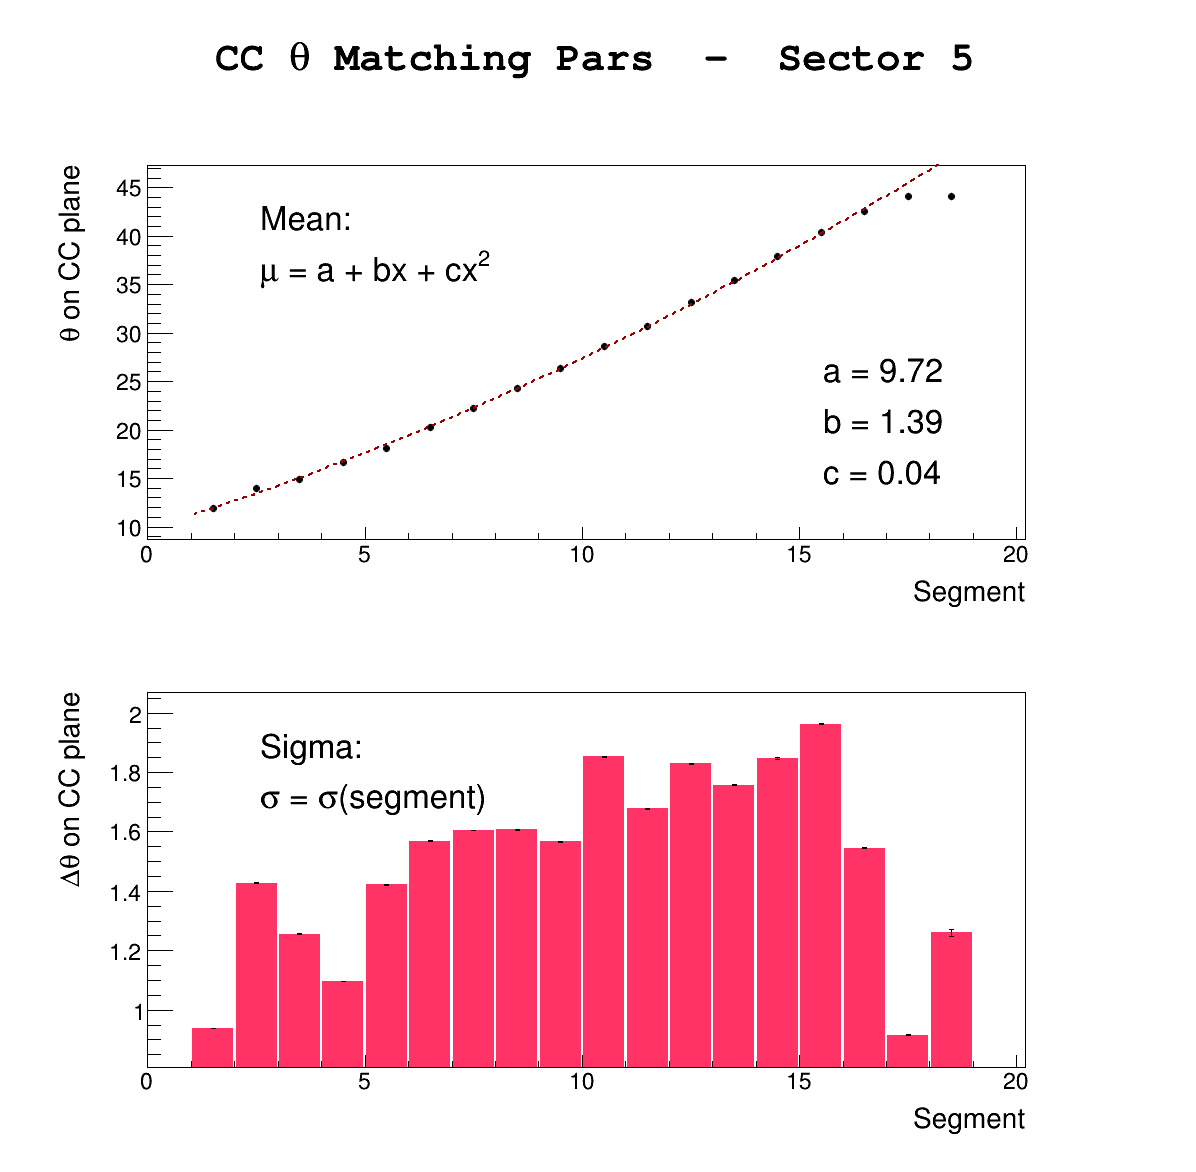 CC θ Matching Pars – Sector 5
θ on CC plane
45
40
35
30
25
20
15
10
Mean:
μ = a + bx + cx²
a = 9.72
b = 1.39
c = 0.04
0 5 10 15 20
Segment
Δθ on CC plane
2
1.8
1.6
1.4
1.2
1
Sigma:
σ = σ(segment)
0 5 10 15 20
Segment